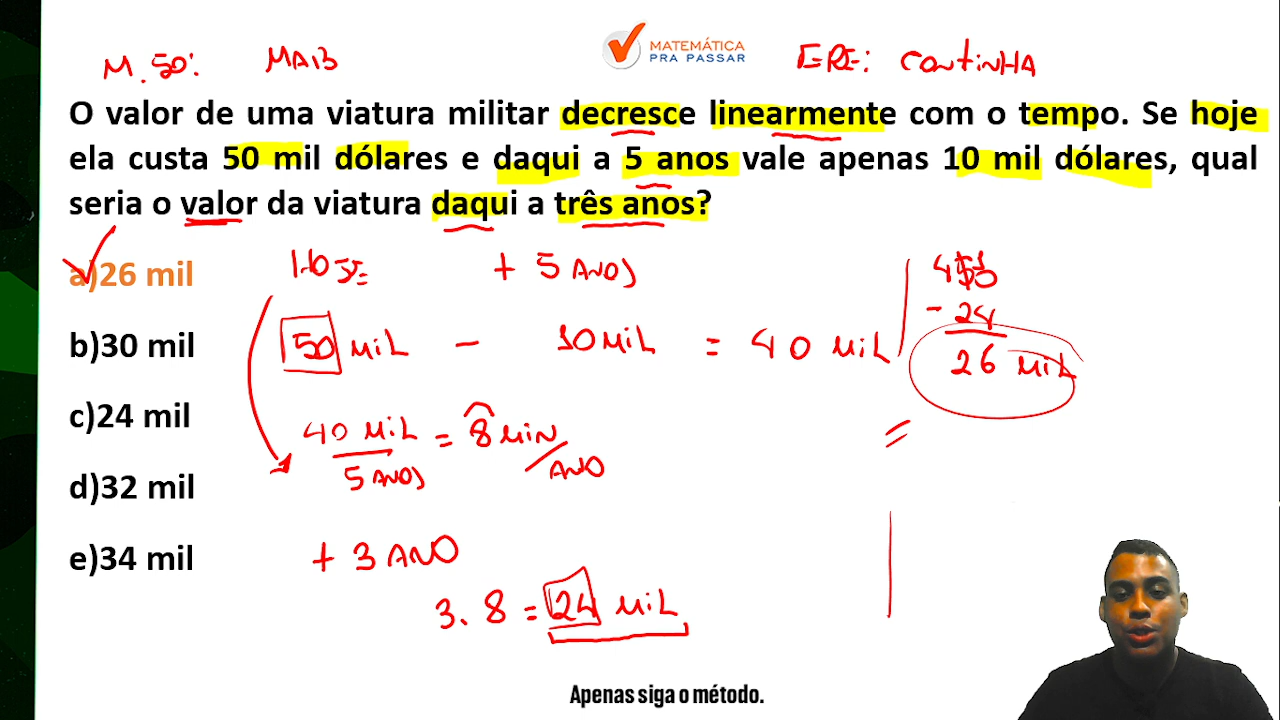 M. 50: MAIS
MATEMÁTICA
PRA PASSAR
continHA
O valor de uma viatura militar decresce linearmente com o tempo. Se hoje
ela custa 50 mil dólares e daqui a 5 anos vale apenas 10 mil dólares, qual
seria o valor da viatura daqui a três anos?
a)26 mil
b)30 mil
c)24 mil
d)32 mil
e)34 mil
HOJE + 5 ANOS
50 MIL - 10 MIL = 40 MIL
40 MIL = 8 MIN
5 ANOS ANO
+ 3 ANO
3. 8 = 24 MIL
- 24
26 MIL
=
Apenas siga o método.